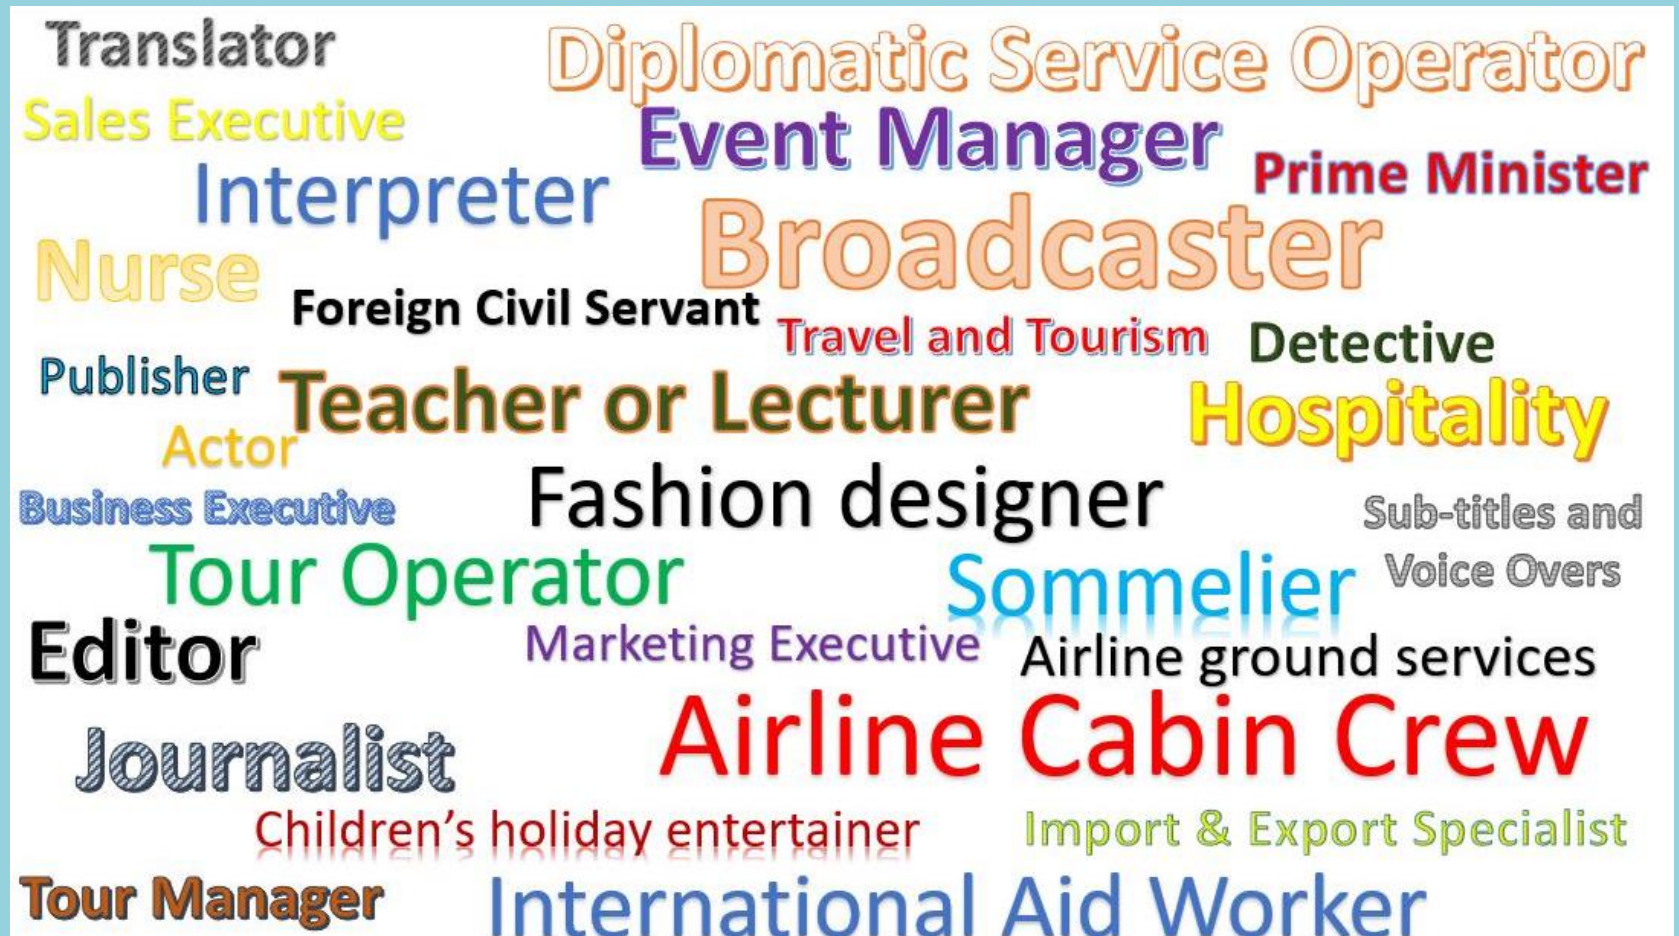 Translator
Diplomatic Service Operator
Sales Executive
Event Manager
Prime Minister
Interpreter
Broadcaster
Nurse
Foreign Civil Servant
Travel and Tourism
Detective
Publisher
Teacher or Lecturer
Hospitality
Actor
Fashion designer
Business Executive
Sub-titles and
Voice Overs
Tour Operator
Sommelier
Editor
Marketing Executive
Airline ground services
Airline Cabin Crew
Journalist
Children’s holiday entertainer
Import & Export Specialist
Tour Manager
International Aid Worker